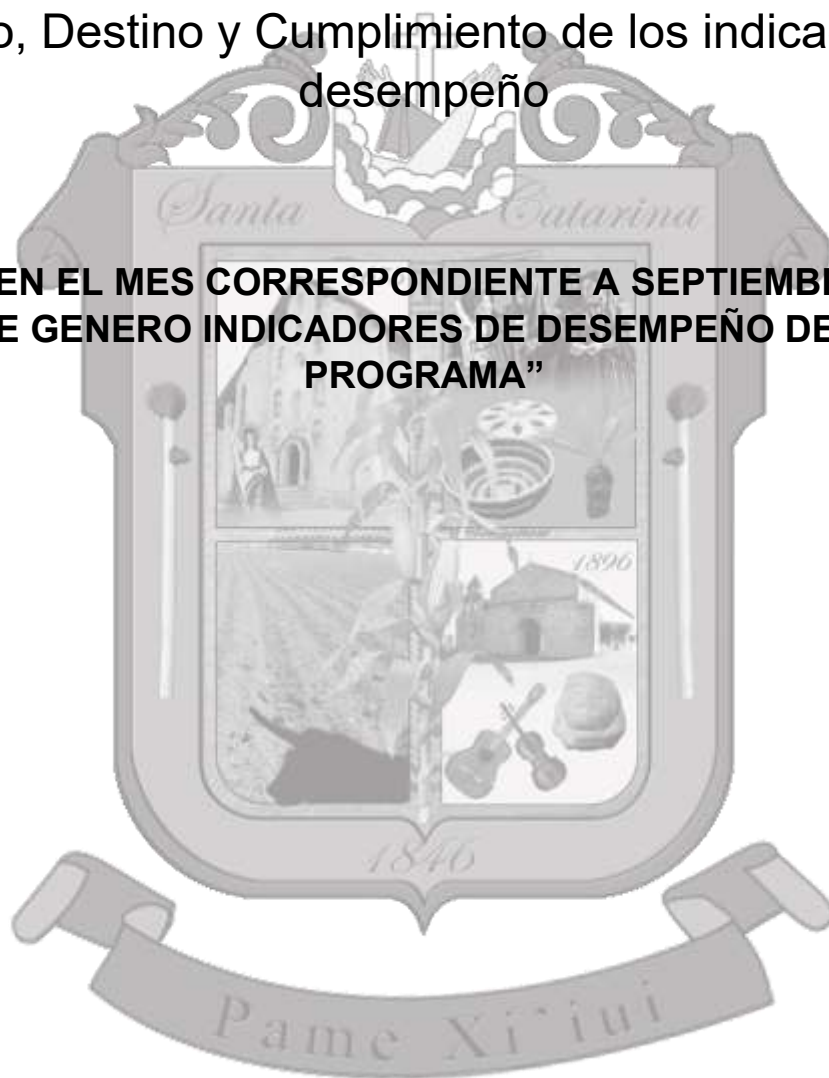 o, Destino y Cumplimiento de los indica
desempeño
Santa Catarina
EN EL MES CORRESPONDIENTE A SEPTIEMB
E GENERO INDICADORES DE DESEMPEÑO DE
PROGRAMA”
1896
1846
Pame Xi´iui